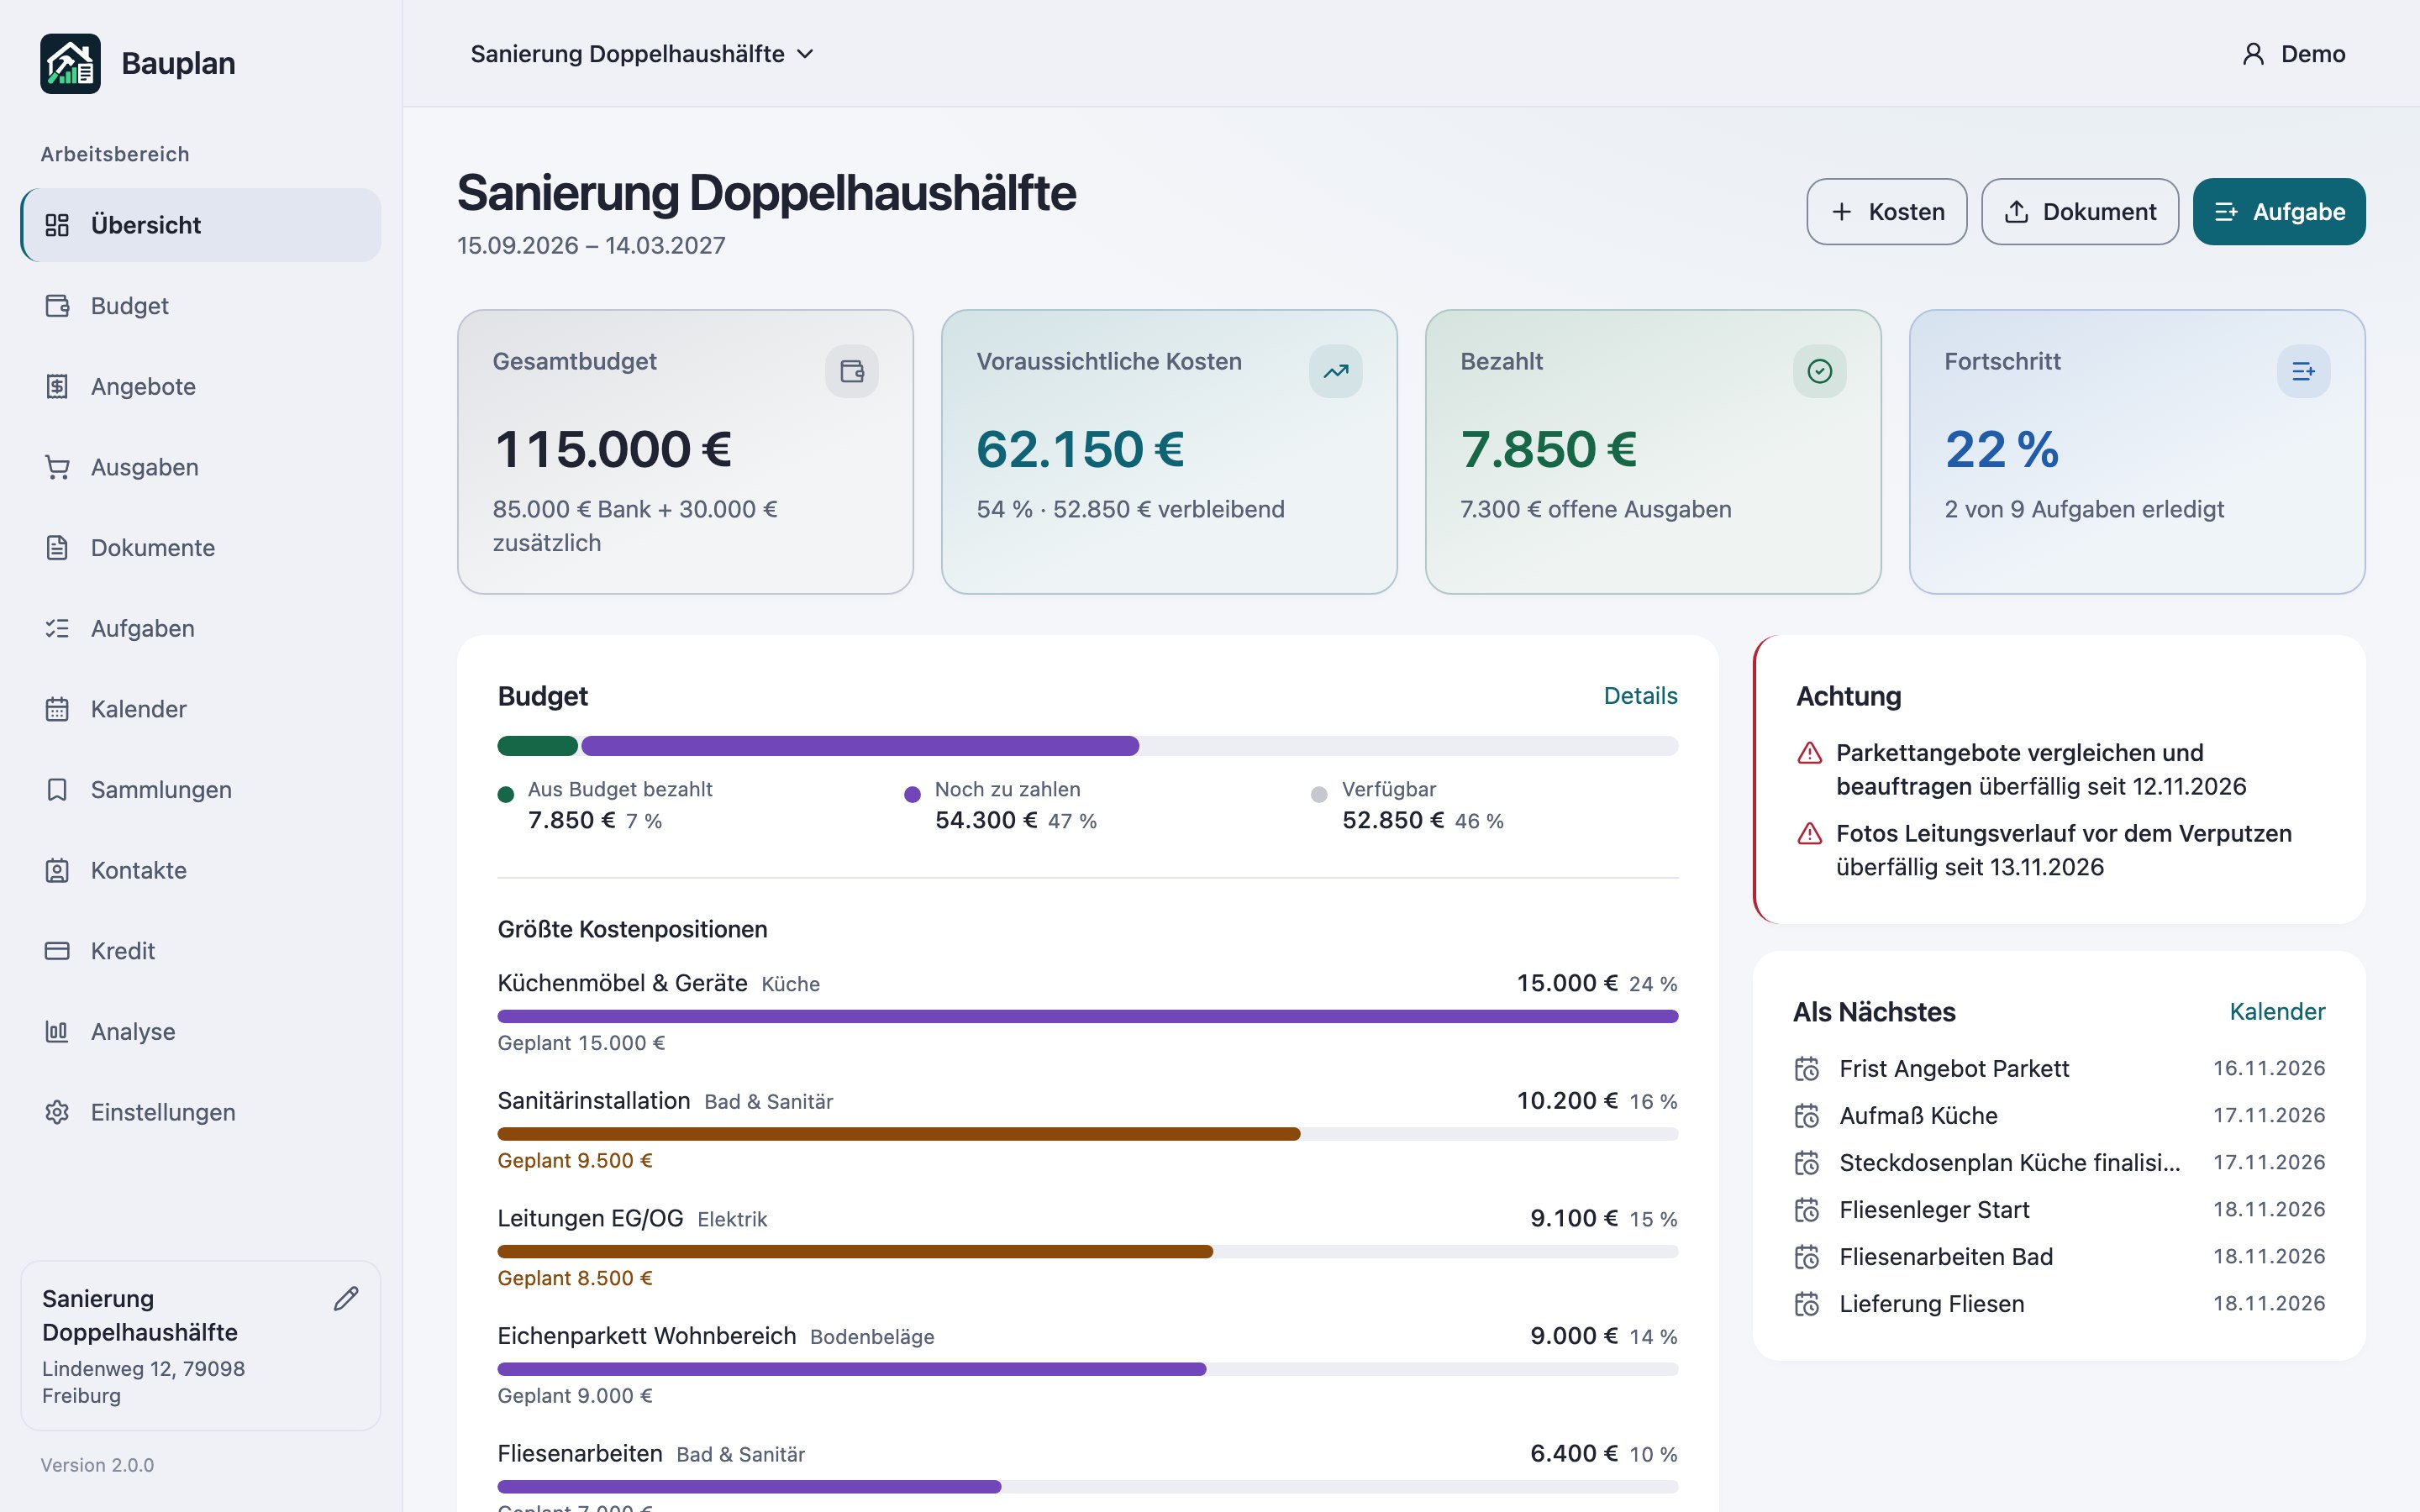 Bauplan
Arbeitsbereich
Übersicht
Budget
Angebote
Ausgaben
Dokumente
Aufgaben
Kalender
Sammlungen
Kontakte
Kredit
Analyse
Einstellungen
Sanierung
Doppelhaushälfte
Lindenweg 12, 79098
Freiburg
Version 2.0.0
Sanierung Doppelhaushälfte
Demo
Sanierung Doppelhaushälfte
15.09.2026 – 14.03.2027
Kosten
Dokument
Aufgabe
Gesamtbudget
115.000 €
85.000 € Bank + 30.000 €
zusätzlich
Voraussichtliche Kosten
62.150 €
54 % · 52.850 € verbleibend
Bezahlt
7.850 €
7.300 € offene Ausgaben
Fortschritt
22 %
2 von 9 Aufgaben erledigt
Budget
Details
Aus Budget bezahlt
7.850 € 7 %
Noch zu zahlen
54.300 € 47 %
Verfügbar
52.850 € 46 %
Größte Kostenpositionen
Küchenmöbel & Geräte Küche 15.000 € 24 %
Geplant 15.000 €
Sanitärinstallation Bad & Sanitär 10.200 € 16 %
Geplant 9.500 €
Leitungen EG/OG Elektrik 9.100 € 15 %
Geplant 8.500 €
Eichenparkett Wohnbereich Bodenbeläge 9.000 € 14 %
Geplant 9.000 €
Fliesenarbeiten Bad & Sanitär 6.400 € 10 %
Geplant 7.000 €
Achtung
Parkettangebote vergleichen und
beauftragen überfällig seit 12.11.2026
Fotos Leitungsverlauf vor dem Verputzen
überfällig seit 13.11.2026
Als Nächstes
Kalender
Frist Angebot Parkett 16.11.2026
Aufmaß Küche 17.11.2026
Steckdosenplan Küche finalisi... 17.11.2026
Fliesenleger Start 18.11.2026
Fliesenarbeiten Bad 18.11.2026
Lieferung Fliesen 18.11.2026